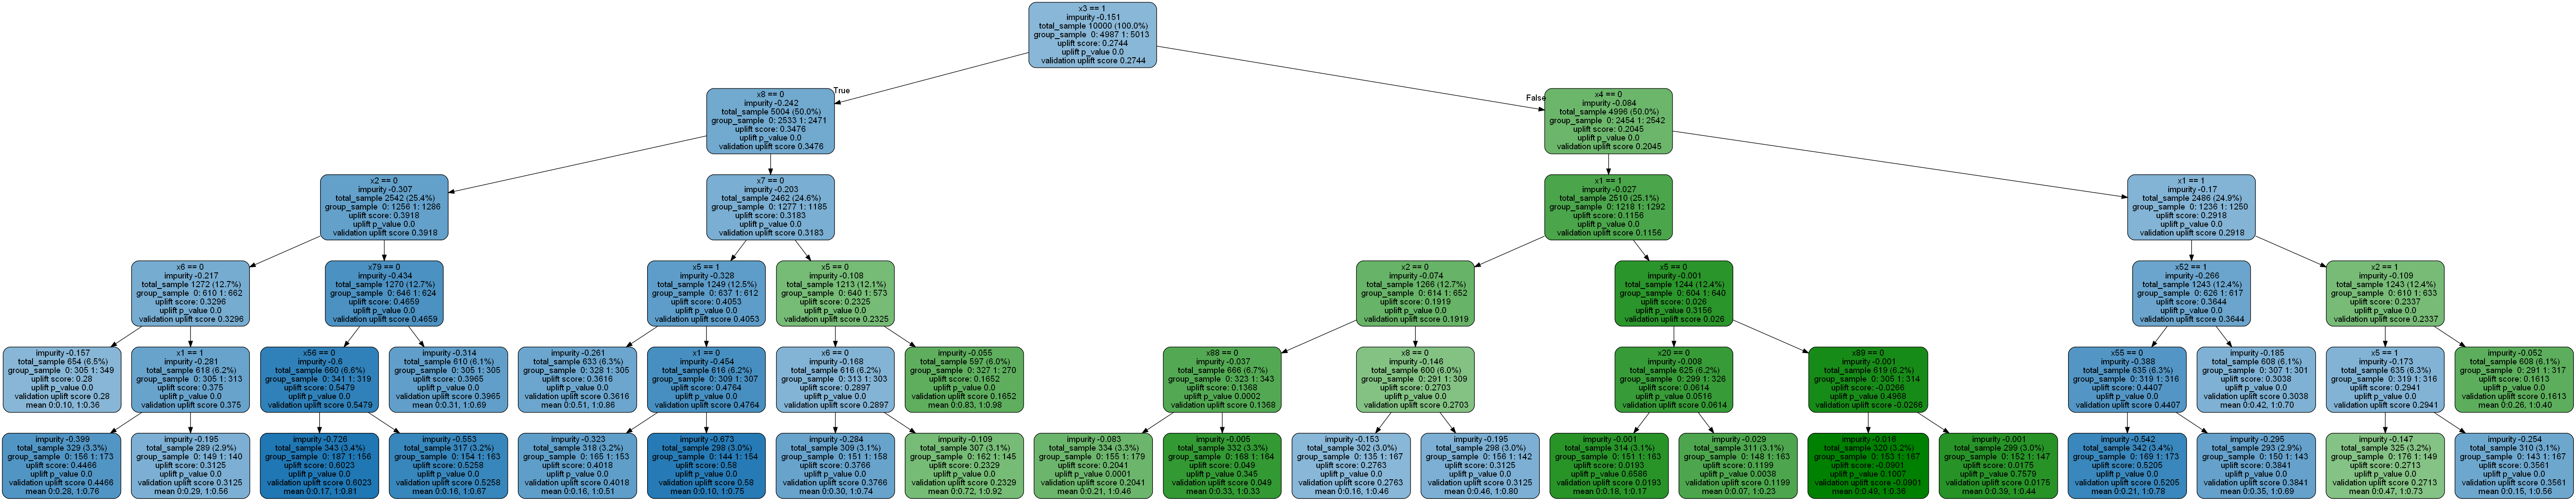 x3 == 1
impurity -0.151
total_sample 10000 (100.0%)
group_sample 0: 4987 1: 5013
uplift score: 0.2744
uplift p_value 0.0
validation uplift score 0.2744
True
False
x8 == 0
impurity -0.242
total_sample 5004 (50.0%)
group_sample 0: 2533 1: 2471
uplift score: 0.3476
uplift p_value 0.0
validation uplift score 0.3476
x4 == 0
impurity -0.084
total_sample 4996 (50.0%)
group_sample 0: 2454 1: 2542
uplift score: 0.2045
uplift p_value 0.0
validation uplift score 0.2045
x2 == 0
impurity -0.307
total_sample 2542 (25.4%)
group_sample 0: 1256 1: 1286
uplift score: 0.3918
uplift p_value 0.0
validation uplift score 0.3918
x7 == 0
impurity -0.203
total_sample 2462 (24.6%)
group_sample 0: 1277 1: 1185
uplift score: 0.3183
uplift p_value 0.0
validation uplift score 0.3183
x1 == 1
impurity -0.027
total_sample 2510 (25.1%)
group_sample 0: 1218 1: 1292
uplift score: 0.1156
uplift p_value 0.0
validation uplift score 0.1156
x1 == 1
impurity -0.17
total_sample 2486 (24.9%)
group_sample 0: 1236 1: 1250
uplift score: 0.2918
uplift p_value 0.0
validation uplift score 0.2918
x6 == 0
impurity -0.217
total_sample 1272 (12.7%)
group_sample 0: 610 1: 662
uplift score: 0.3296
uplift p_value 0.0
validation uplift score 0.3296
x79 == 0
impurity -0.434
total_sample 1270 (12.7%)
group_sample 0: 646 1: 624
uplift score: 0.4659
uplift p_value 0.0
validation uplift score 0.4659
x5 == 1
impurity -0.328
total_sample 1249 (12.5%)
group_sample 0: 637 1: 612
uplift score: 0.4053
uplift p_value 0.0
validation uplift score 0.4053
x5 == 0
impurity -0.108
total_sample 1213 (12.1%)
group_sample 0: 640 1: 573
uplift score: 0.2325
uplift p_value 0.0
validation uplift score 0.2325
x2 == 0
impurity -0.074
total_sample 1266 (12.7%)
group_sample 0: 614 1: 652
uplift score: 0.1919
uplift p_value 0.0
validation uplift score 0.1919
x5 == 0
impurity -0.001
total_sample 1244 (12.4%)
group_sample 0: 604 1: 640
uplift score: 0.026
uplift p_value 0.3156
validation uplift score 0.026
x52 == 1
impurity -0.266
total_sample 1243 (12.4%)
group_sample 0: 626 1: 617
uplift score: 0.3644
uplift p_value 0.0
validation uplift score 0.3644
x2 == 1
impurity -0.109
total_sample 1243 (12.4%)
group_sample 0: 610 1: 633
uplift score: 0.2337
uplift p_value 0.0
validation uplift score 0.2337
impurity -0.157
total_sample 654 (6.5%)
group_sample 0: 305 1: 349
uplift score: 0.28
uplift p_value 0.0
validation uplift score 0.28
mean 0:0.10, 1:0.36
x1 == 1
impurity -0.281
total_sample 618 (6.2%)
group_sample 0: 305 1: 313
uplift score: 0.375
uplift p_value 0.0
validation uplift score 0.375
x56 == 0
impurity -0.6
total_sample 660 (6.6%)
group_sample 0: 341 1: 319
uplift score: 0.5479
uplift p_value 0.0
validation uplift score 0.5479
impurity -0.314
total_sample 610 (6.1%)
group_sample 0: 305 1: 305
uplift score: 0.3965
uplift p_value 0.0
validation uplift score 0.3965
mean 0:0.31, 1:0.69
impurity -0.261
total_sample 633 (6.3%)
group_sample 0: 328 1: 305
uplift score: 0.3616
uplift p_value 0.0
validation uplift score 0.3616
mean 0:0.51, 1:0.86
x1 == 0
impurity -0.454
total_sample 616 (6.2%)
group_sample 0: 309 1: 307
uplift score: 0.4764
uplift p_value 0.0
validation uplift score 0.4764
x6 == 0
impurity -0.168
total_sample 616 (6.2%)
group_sample 0: 313 1: 303
uplift score: 0.2897
uplift p_value 0.0
validation uplift score 0.2897
impurity -0.055
total_sample 597 (6.0%)
group_sample 0: 327 1: 270
uplift score: 0.1652
uplift p_value 0.0
validation uplift score 0.1652
mean 0:0.83, 1:0.98
x88 == 0
impurity -0.037
total_sample 666 (6.7%)
group_sample 0: 323 1: 343
uplift score: 0.1368
uplift p_value 0.0002
validation uplift score 0.1368
x8 == 0
impurity -0.146
total_sample 600 (6.0%)
group_sample 0: 291 1: 309
uplift score: 0.2703
uplift p_value 0.0
validation uplift score 0.2703
x20 == 0
impurity -0.008
total_sample 625 (6.2%)
group_sample 0: 299 1: 326
uplift score: 0.0614
uplift p_value 0.0516
validation uplift score 0.0614
x89 == 0
impurity -0.001
total_sample 619 (6.2%)
group_sample 0: 305 1: 314
uplift score: -0.0266
uplift p_value 0.4968
validation uplift score -0.0266
x55 == 0
impurity -0.388
total_sample 635 (6.3%)
group_sample 0: 319 1: 316
uplift score: 0.4407
uplift p_value 0.0
validation uplift score 0.4407
impurity -0.185
total_sample 608 (6.1%)
group_sample 0: 307 1: 301
uplift score: 0.3038
uplift p_value 0.0
validation uplift score 0.3038
mean 0:0.42, 1:0.70
x5 == 1
impurity -0.173
total_sample 635 (6.3%)
group_sample 0: 319 1: 316
uplift score: 0.2941
uplift p_value 0.0
validation uplift score 0.2941
impurity -0.052
total_sample 608 (6.1%)
group_sample 0: 291 1: 317
uplift score: 0.1613
uplift p_value 0.0
validation uplift score 0.1613
mean 0:0.26, 1:0.40
impurity -0.399
total_sample 329 (3.3%)
group_sample 0: 156 1: 173
uplift score: 0.4466
uplift p_value 0.0
validation uplift score 0.4466
mean 0:0.28, 1:0.76
impurity -0.195
total_sample 289 (2.9%)
group_sample 0: 149 1: 140
uplift score: 0.3125
uplift p_value 0.0
validation uplift score 0.3125
mean 0:0.29, 1:0.56
impurity -0.726
total_sample 343 (3.4%)
group_sample 0: 187 1: 156
uplift score: 0.6023
uplift p_value 0.0
validation uplift score 0.6023
mean 0:0.17, 1:0.81
impurity -0.553
total_sample 317 (3.2%)
group_sample 0: 154 1: 163
uplift score: 0.5258
uplift p_value 0.0
validation uplift score 0.5258
mean 0:0.16, 1:0.67
impurity -0.323
total_sample 318 (3.2%)
group_sample 0: 165 1: 153
uplift score: 0.4018
uplift p_value 0.0
validation uplift score 0.4018
mean 0:0.16, 1:0.51
impurity -0.673
total_sample 298 (3.0%)
group_sample 0: 144 1: 154
uplift score: 0.58
uplift p_value 0.0
validation uplift score 0.58
mean 0:0.10, 1:0.75
impurity -0.284
total_sample 309 (3.1%)
group_sample 0: 151 1: 158
uplift score: 0.3766
uplift p_value 0.0
validation uplift score 0.3766
mean 0:0.30, 1:0.74
impurity -0.109
total_sample 307 (3.1%)
group_sample 0: 162 1: 145
uplift score: 0.2329
uplift p_value 0.0
validation uplift score 0.2329
mean 0:0.72, 1:0.92
impurity -0.083
total_sample 334 (3.3%)
group_sample 0: 155 1: 179
uplift score: 0.2041
uplift p_value 0.0001
validation uplift score 0.2041
mean 0:0.21, 1:0.46
impurity -0.005
total_sample 332 (3.3%)
group_sample 0: 168 1: 164
uplift score: 0.049
uplift p_value 0.345
validation uplift score 0.049
mean 0:0.33, 1:0.33
impurity -0.153
total_sample 302 (3.0%)
group_sample 0: 135 1: 167
uplift score: 0.2763
uplift p_value 0.0
validation uplift score 0.2763
mean 0:0.16, 1:0.46
impurity -0.195
total_sample 298 (3.0%)
group_sample 0: 156 1: 142
uplift score: 0.3125
uplift p_value 0.0
validation uplift score 0.3125
mean 0:0.46, 1:0.80
impurity -0.001
total_sample 314 (3.1%)
group_sample 0: 151 1: 163
uplift score: 0.0193
uplift p_value 0.6586
validation uplift score 0.0193
mean 0:0.18, 1:0.17
impurity -0.029
total_sample 311 (3.1%)
group_sample 0: 148 1: 163
uplift score: 0.1199
uplift p_value 0.0038
validation uplift score 0.1199
mean 0:0.07, 1:0.23
impurity -0.016
total_sample 320 (3.2%)
group_sample 0: 153 1: 167
uplift score: -0.0901
uplift p_value 0.1007
validation uplift score -0.0901
mean 0:0.49, 1:0.36
impurity -0.001
total_sample 299 (3.0%)
group_sample 0: 152 1: 147
uplift score: 0.0175
uplift p_value 0.7579
validation uplift score 0.0175
mean 0:0.39, 1:0.44
impurity -0.542
total_sample 342 (3.4%)
group_sample 0: 169 1: 173
uplift score: 0.5205
uplift p_value 0.0
validation uplift score 0.5205
mean 0:0.21, 1:0.78
impurity -0.295
total_sample 293 (2.9%)
group_sample 0: 150 1: 143
uplift score: 0.3841
uplift p_value 0.0
validation uplift score 0.3841
mean 0:0.35, 1:0.69
impurity -0.147
total_sample 325 (3.2%)
group_sample 0: 176 1: 149
uplift score: 0.2713
uplift p_value 0.0
validation uplift score 0.2713
mean 0:0.47, 1:0.73
impurity -0.254
total_sample 310 (3.1%)
group_sample 0: 143 1: 167
uplift score: 0.3561
uplift p_value 0.0
validation uplift score 0.3561
mean 0:0.15, 1:0.56